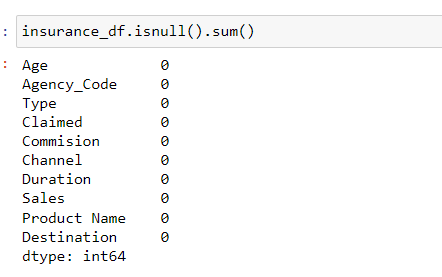 : insurance_df.isnull().sum()
: Age 0
Agency_Code 0
Type 0
Claimed 0
Commision 0
Channel 0
Duration 0
Sales 0
Product Name 0
Destination 0
dtype: int64